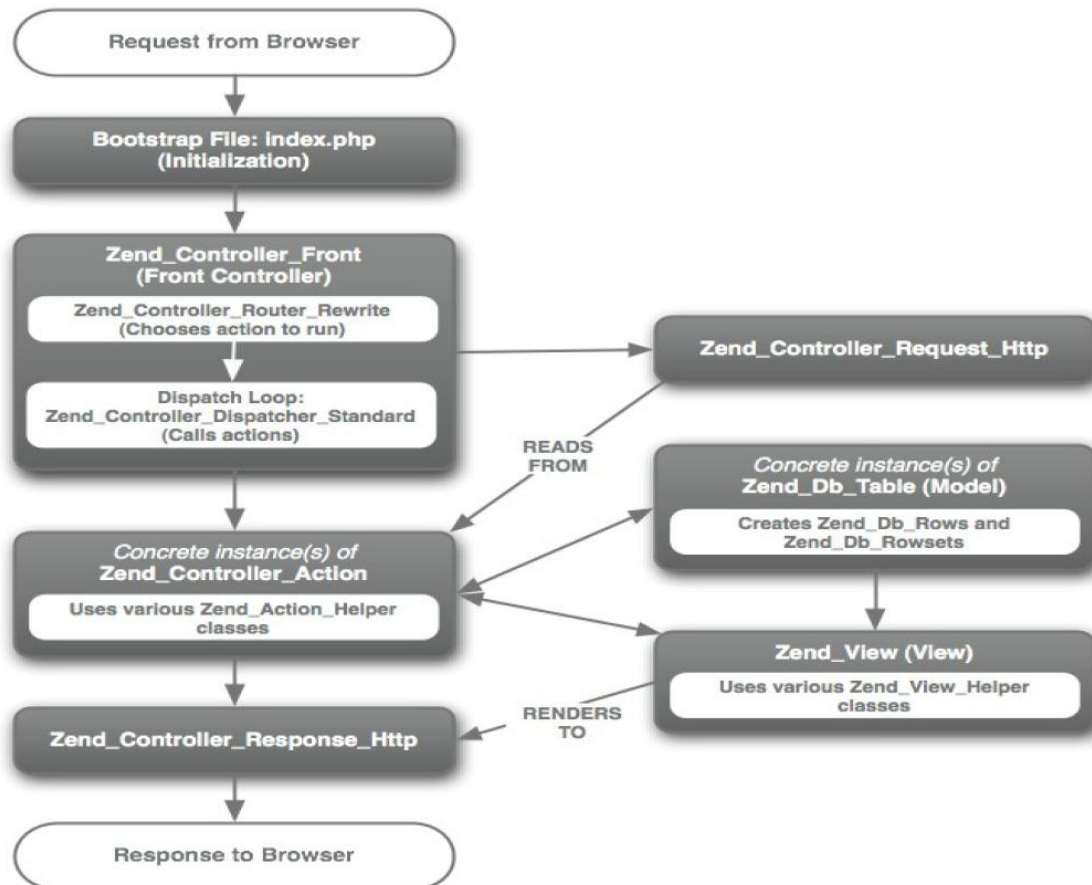 Request from Browser
Bootstrap File: index.php
(Initialization)
Zend_Controller_Front
(Front Controller)
Zend_Controller_Router_Rewrite
(Chooses action to run)
Dispatch Loop:
Zend_Controller_Dispatcher_Standard
(Calls actions)
Zend_Controller_Request_Http
READS
FROM
Concrete instance(s) of
Zend_Db_Table (Model)
Creates Zend_Db_Rows and
Zend_Db_Rowsets
Concrete instance(s) of
Zend_Controller_Action
Uses various Zend_Action_Helper
classes
Zend_View (View)
Uses various Zend_View_Helper
classes
RENDERS
TO
Zend_Controller_Response_Http
Response to Browser